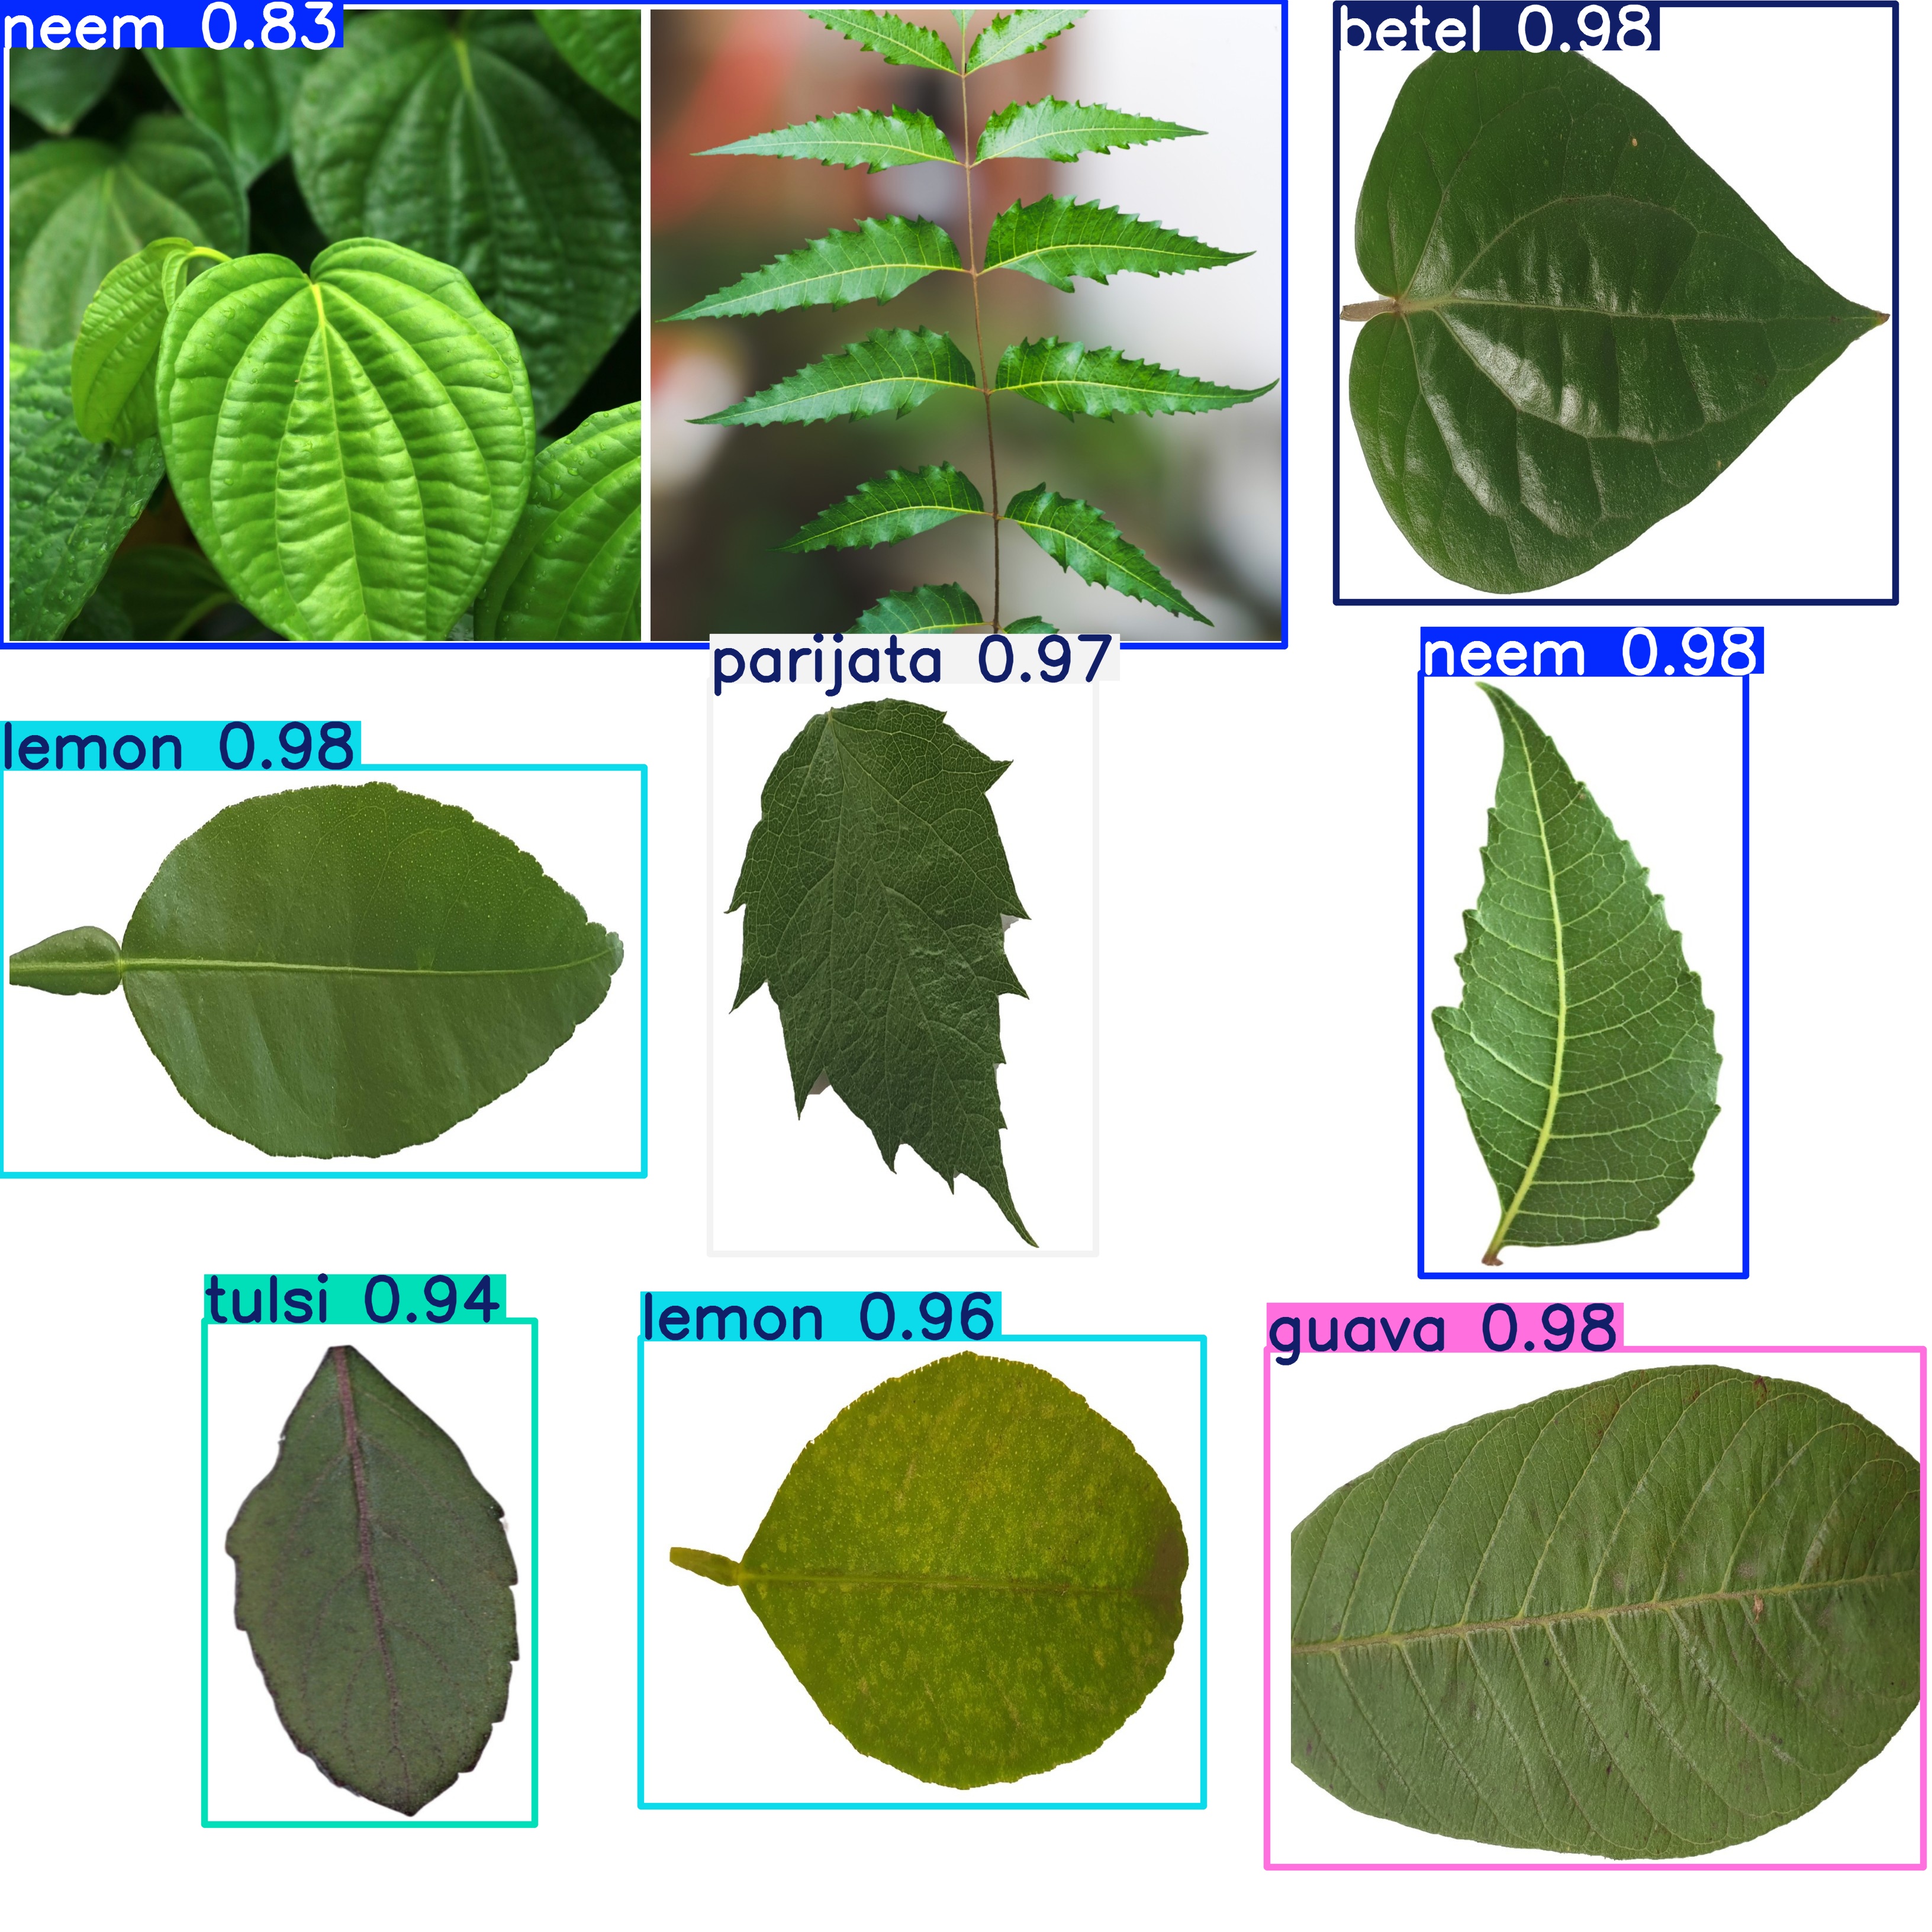 neem 0.83
betel 0.98
parijata 0.97
neem 0.98
lemon 0.98
tulsi 0.94
lemon 0.96
guava 0.98